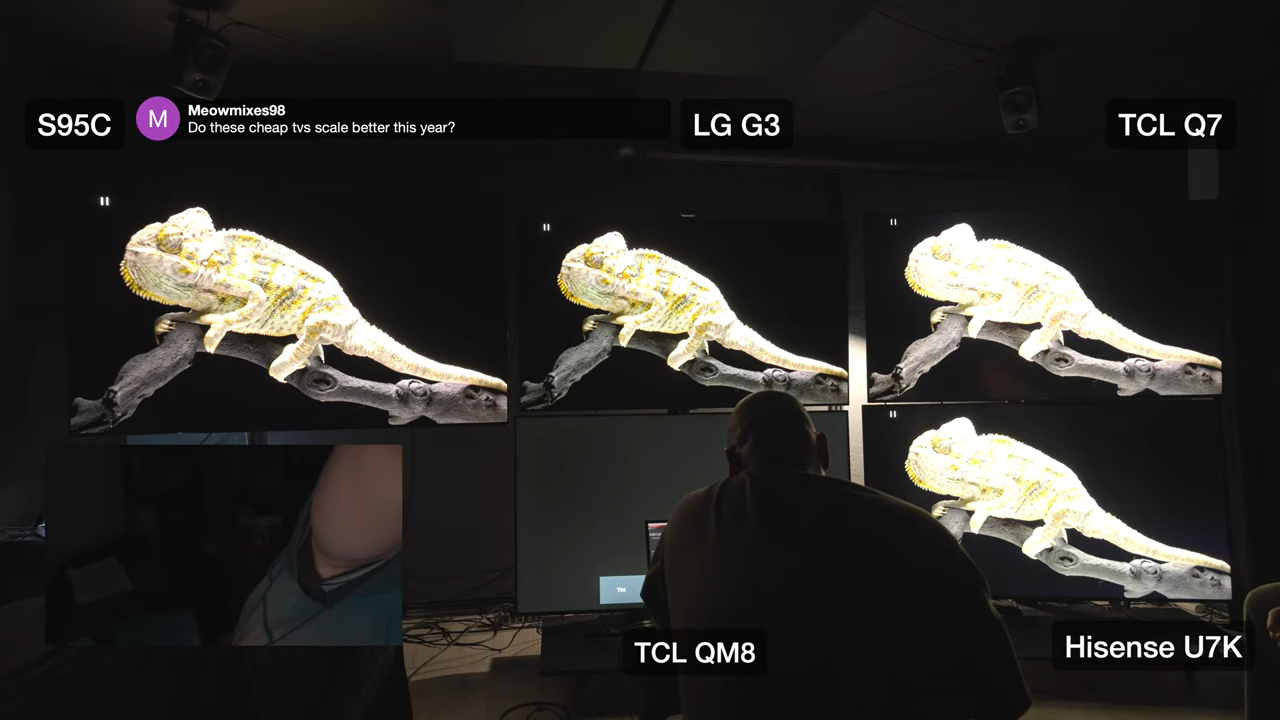 S95C
M
Meowmixes98
Do these cheap tvs scale better this year?
LG G3
TCL Q7
TCL QM8
Hisense U7K